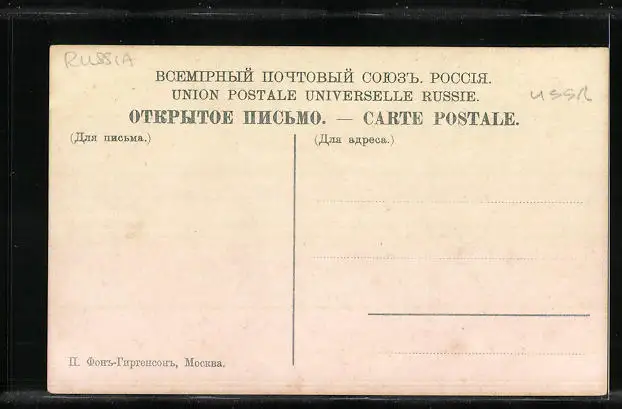 RUSSIA
ВСЕМІРНЫЙ ПОЧТОВЫЙ СОЮЗЪ. РОССІЯ.
UNION POSTALE UNIVERSELLE RUSSIE.
USSR
ОТКРЫТОЕ ПИСЬМО. — CARTE POSTALE.
(Для письма.) (Для адреса.)
П. Фонъ-Гиргенсонъ, Москва.